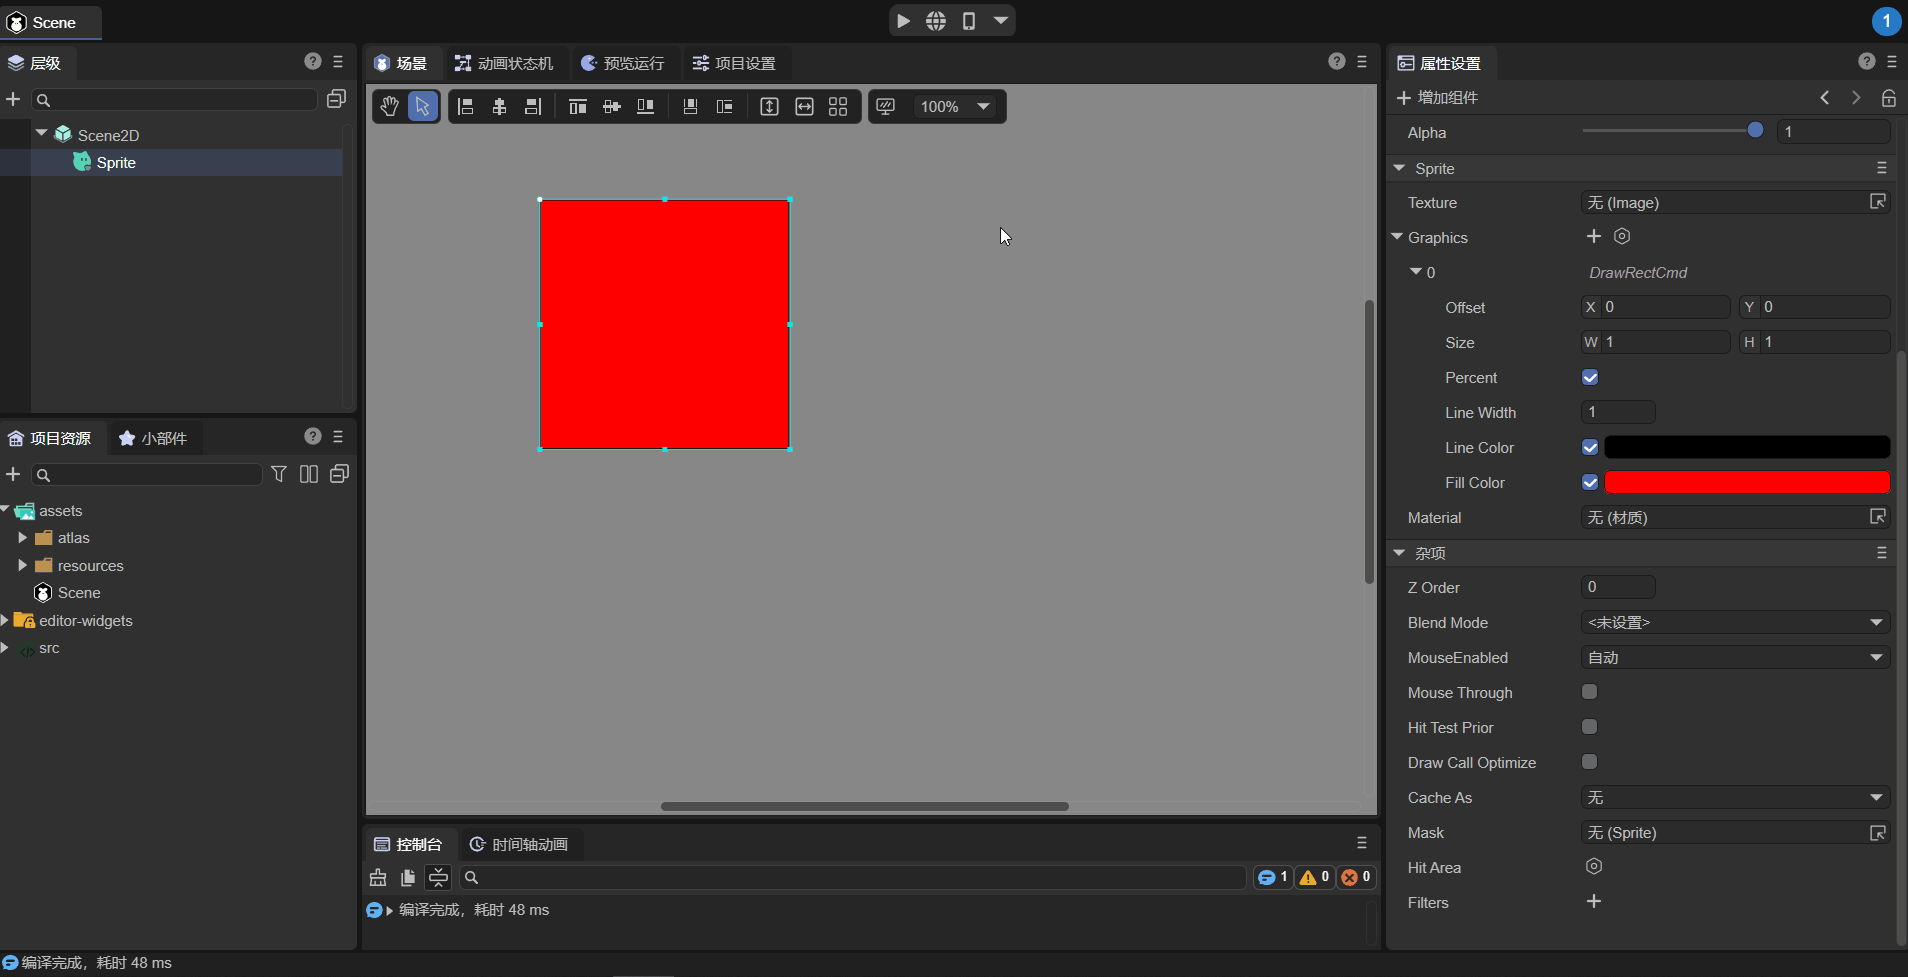 Scene
1
层级
Scene2D
Sprite
项目资源
小部件
assets
atlas
resources
Scene
editor-widgets
src
场景
动画状态机
预览运行
项目设置
100%
控制台
时间轴动画
1
0
0
编译完成，耗时 48 ms
属性设置
增加组件
Alpha
1
Sprite
Texture
无 (Image)
Graphics
0
DrawRectCmd
Offset
X 0
Y 0
Size
W 1
H 1
Percent
Line Width
1
Line Color
Fill Color
Material
无 (材质)
杂项
Z Order
0
Blend Mode
<未设置>
MouseEnabled
自动
Mouse Through
Hit Test Prior
Draw Call Optimize
Cache As
无
Mask
无 (Sprite)
Hit Area
Filters
编译完成，耗时 48 ms